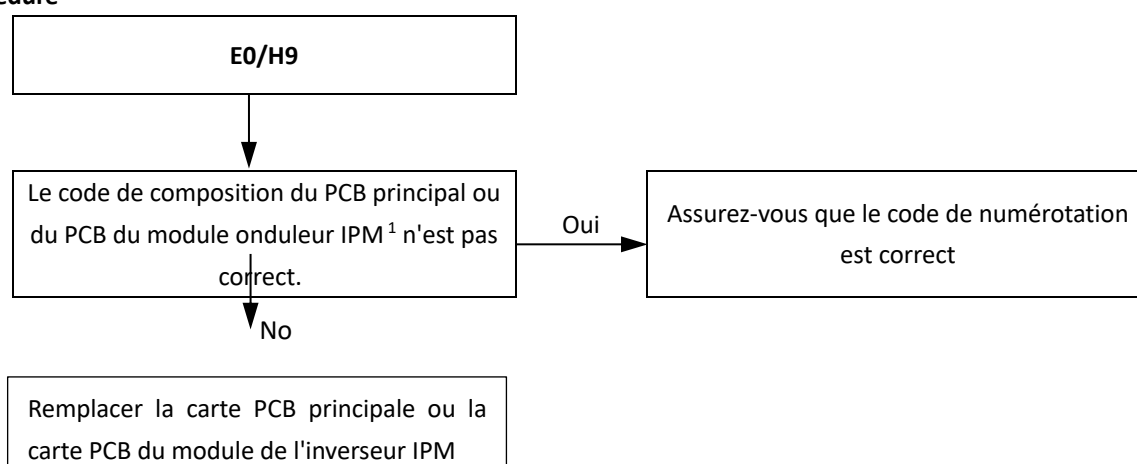 E0/H9
Le code de composition du PCB principal ou
du PCB du module onduleur IPM 1 n'est pas
correct.
Oui
Assurez-vous que le code de numérotation
est correct
No
Remplacer la carte PCB principale ou la
carte PCB du module de l'inverseur IPM